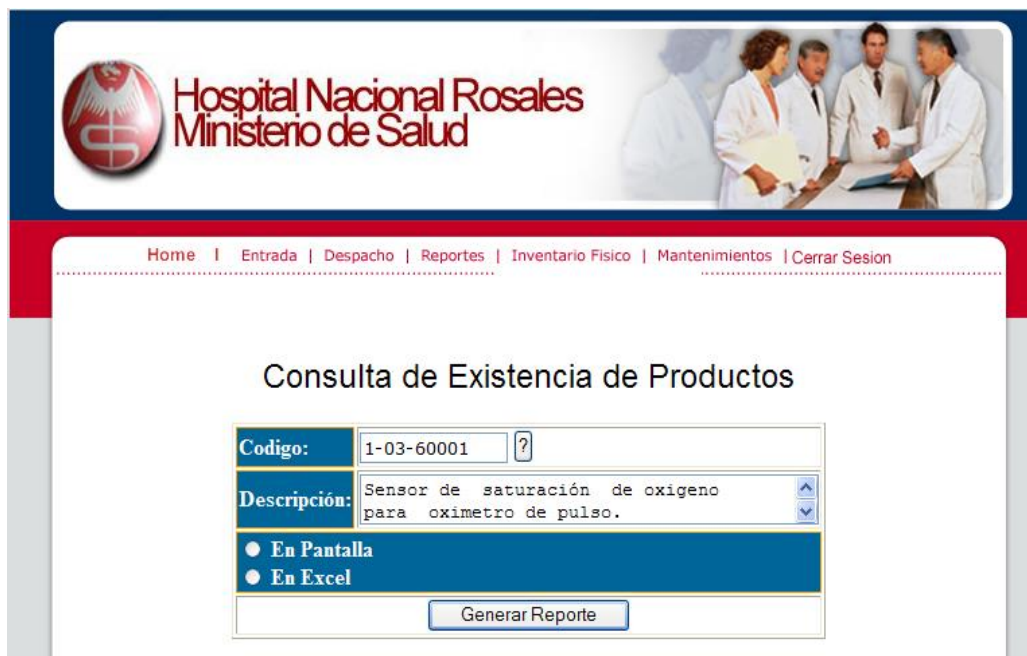 Hospital Nacional Rosales
Ministerio de Salud
Home | Entrada | Despacho | Reportes | Inventario Fisico | Mantenimientos | Cerrar Sesion
Consulta de Existencia de Productos
Codigo: 1-03-60001 ?
Descripción: Sensor de saturación de oxigeno
para oximetro de pulso.
En Pantalla
En Excel
Generar Reporte